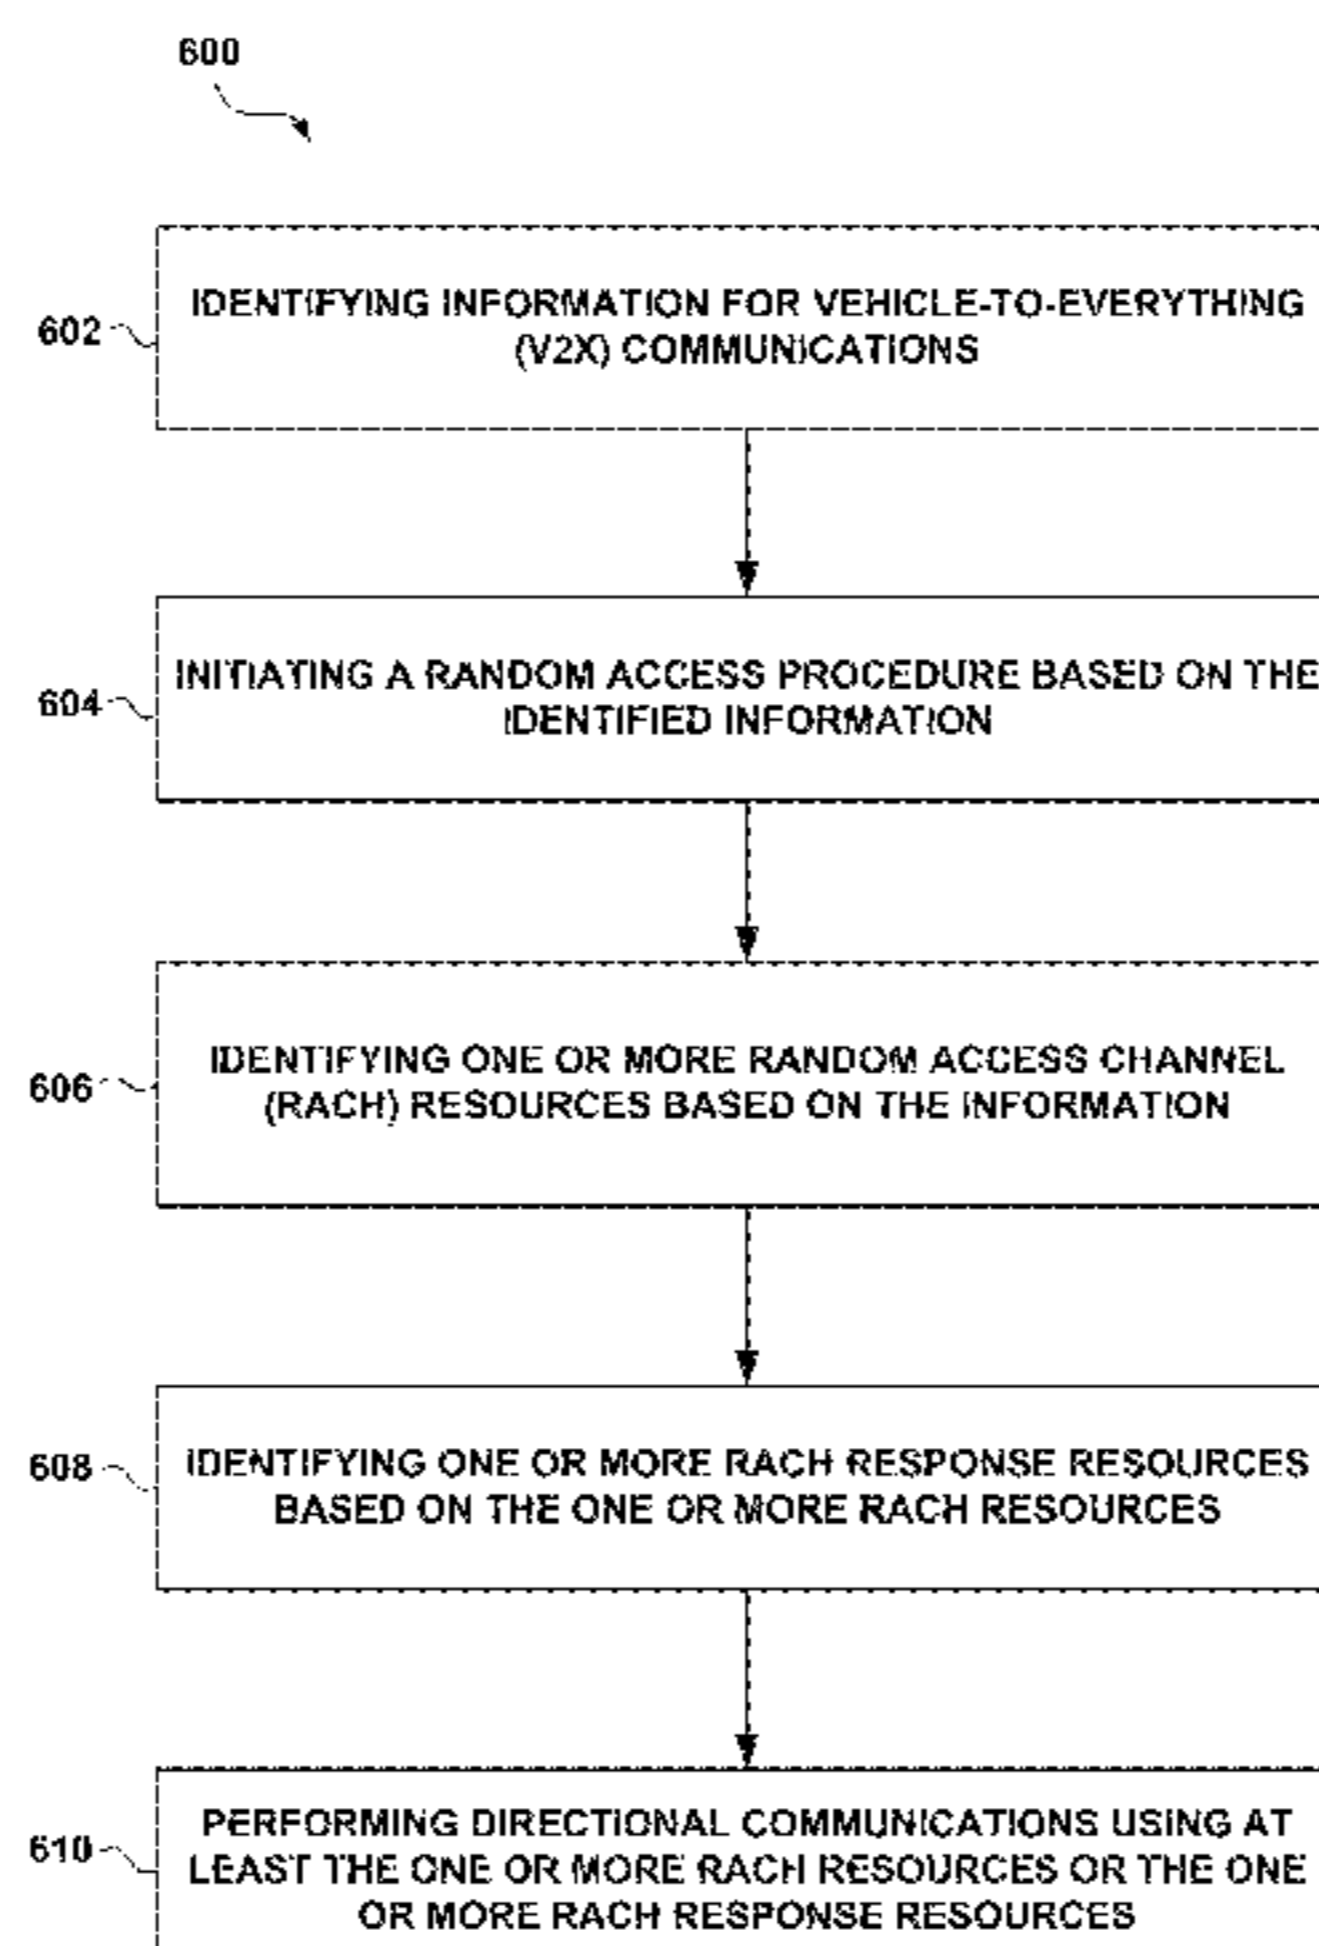 600
602
IDENTIFYING INFORMATION FOR VEHICLE-TO-EVERYTHING
(V2X) COMMUNICATIONS
604
INITIATING A RANDOM ACCESS PROCEDURE BASED ON THE
IDENTIFIED INFORMATION
606
IDENTIFYING ONE OR MORE RANDOM ACCESS CHANNEL
(RACH) RESOURCES BASED ON THE INFORMATION
608
IDENTIFYING ONE OR MORE RACH RESPONSE RESOURCES
BASED ON THE ONE OR MORE RACH RESOURCES
610
PERFORMING DIRECTIONAL COMMUNICATIONS USING AT
LEAST THE ONE OR MORE RACH RESOURCES OR THE ONE
OR MORE RACH RESPONSE RESOURCES